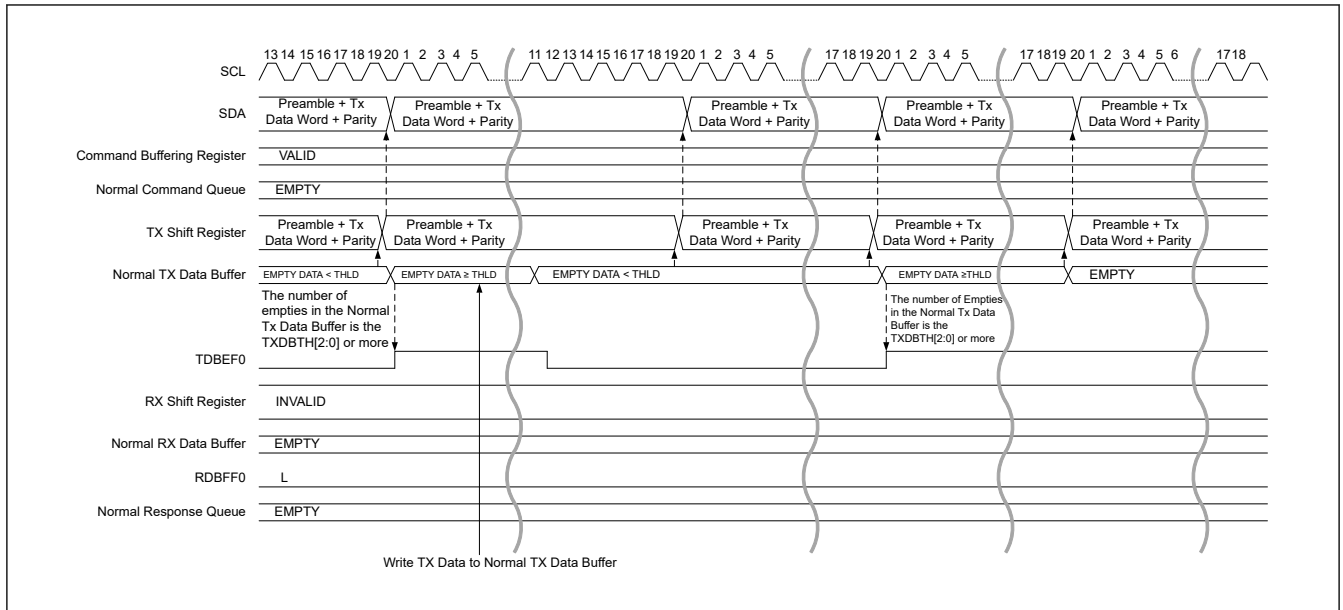 13 14 15 16 17 18 19 20 1 2 3 4 5 11 12 13 14 15 16 17 18 19 20 1 2 3 4 5 17 18 19 20 1 2 3 4 5 17 18 19 20 1 2 3 4 5 6 17 18
SCL
SDA
Preamble + Tx
Data Word + Parity
Preamble + Tx
Data Word + Parity
Preamble + Tx
Data Word + Parity
Preamble + Tx
Data Word + Parity
Preamble + Tx
Data Word + Parity
Command Buffering Register
VALID
Normal Command Queue
EMPTY
TX Shift Register
Preamble + Tx
Data Word + Parity
Preamble + Tx
Data Word + Parity
Preamble + Tx
Data Word + Parity
Preamble + Tx
Data Word + Parity
Preamble + Tx
Data Word + Parity
Normal TX Data Buffer
EMPTY DATA < THLD
EMPTY DATA ≥ THLD
EMPTY DATA < THLD
EMPTY DATA ≥THLD
EMPTY
The number of
empties in the Normal
Tx Data Buffer is the
TXDBTH[2:0] or more
The number of Empties
in the Normal Tx Data
Buffer is the
TXDBTH[2:0] or more
TDBEF0
RX Shift Register
INVALID
Normal RX Data Buffer
EMPTY
RDBFF0
L
Normal Response Queue
EMPTY
Write TX Data to Normal TX Data Buffer